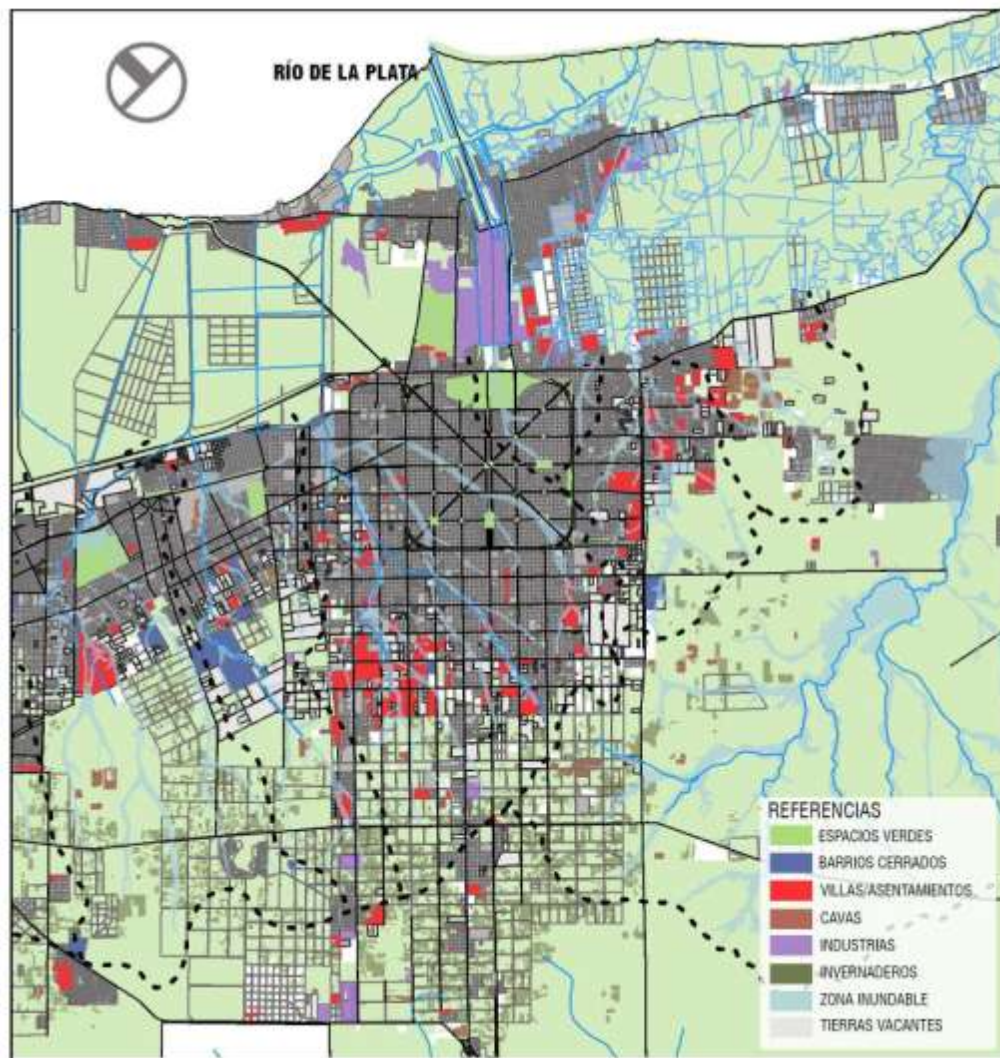 RÍO DE LA PLATA
REFERENCIAS
ESPACIOS VERDES
BARRIOS CERRADOS
VILLAS/ASENTAMIENTOS
CAVAS
INDUSTRIAS
INVERNADEROS
ZONA INUNDABLE
TIERRAS VACANTES